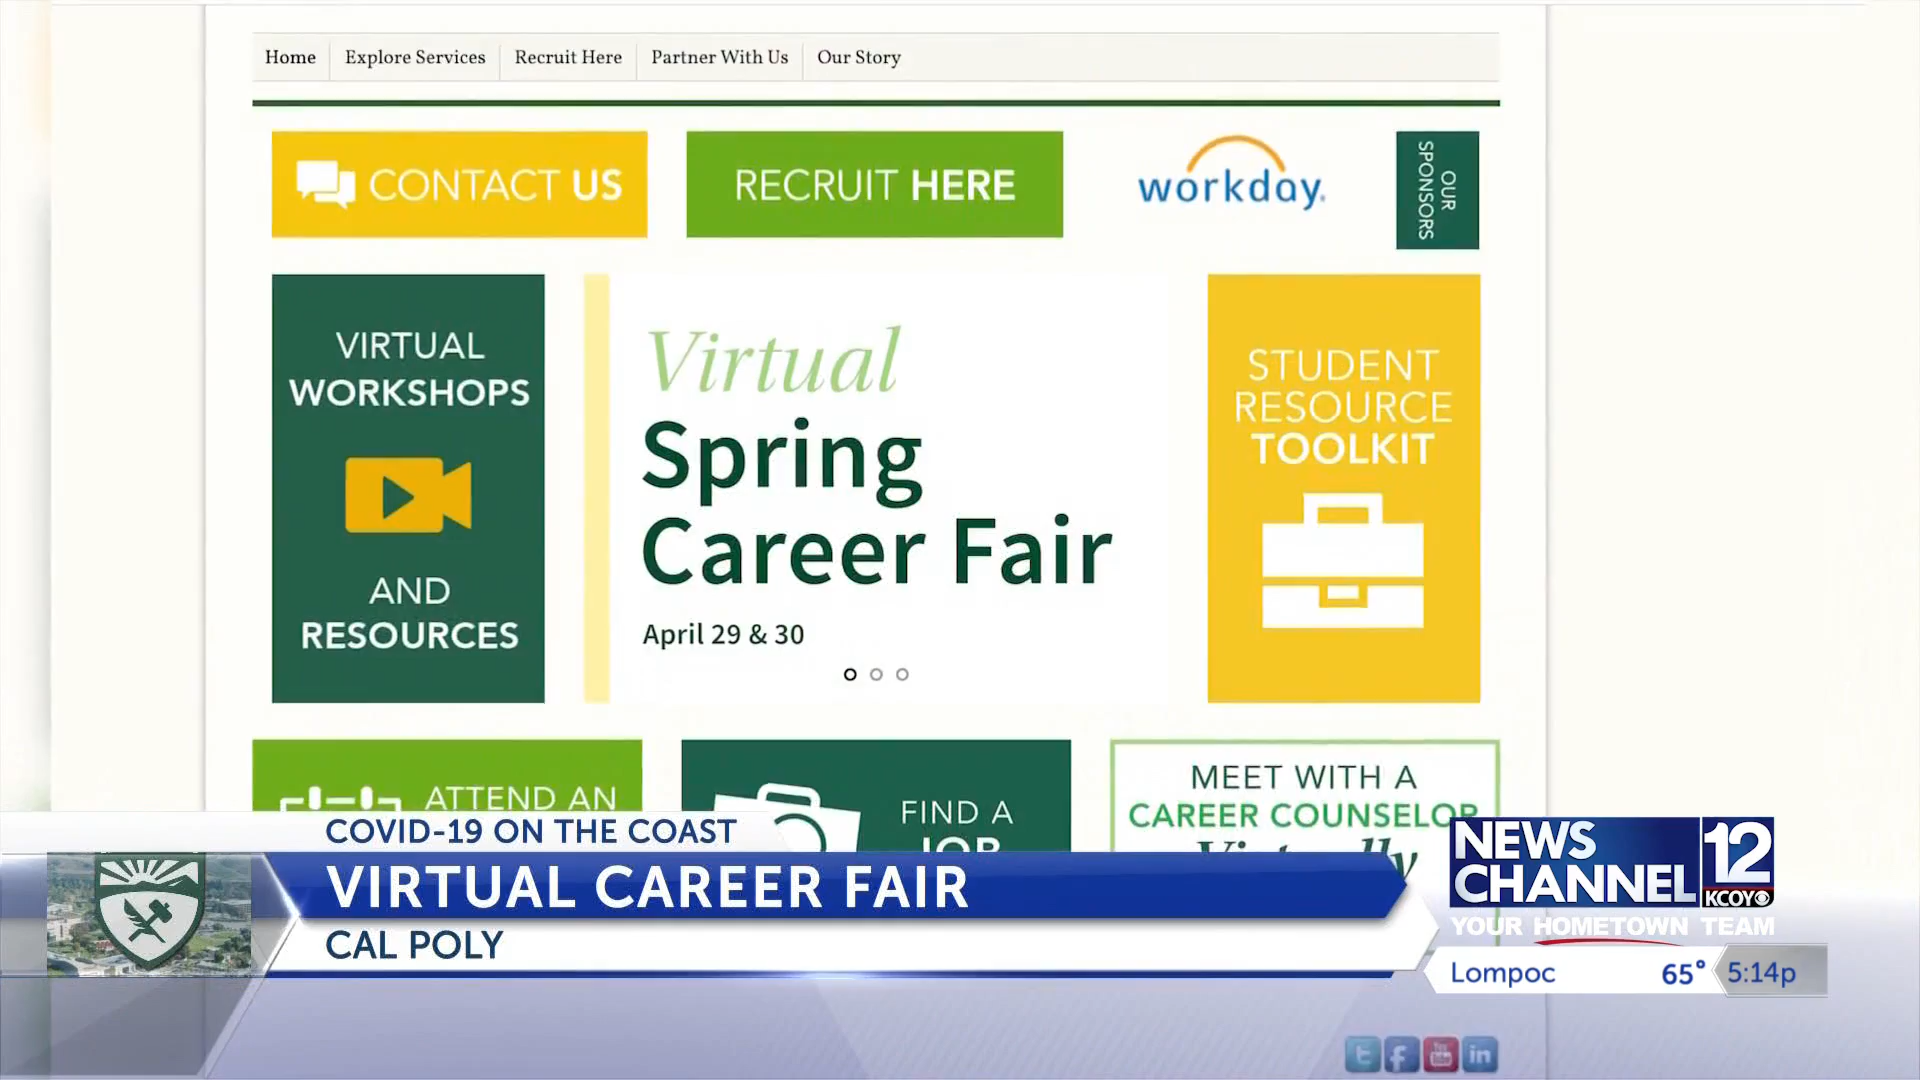 Home Explore Services Recruit Here Partner With Us Our Story
CONTACT US
RECRUIT HERE
workday.
OUR
SPONSORS
VIRTUAL
WORKSHOPS
AND
RESOURCES
Virtual
Spring
Career Fair
April 29 & 30
STUDENT
RESOURCE
TOOLKIT
ATTEND AN
FIND A
JOB
MEET WITH A
CAREER COUNSELOR
Virtually
COVID-19 ON THE COAST
VIRTUAL CAREER FAIR
CAL POLY
NEWS
CHANNEL 12
KCOY
YOUR HOMETOWN TEAM
Lompoc 65° 5:14p